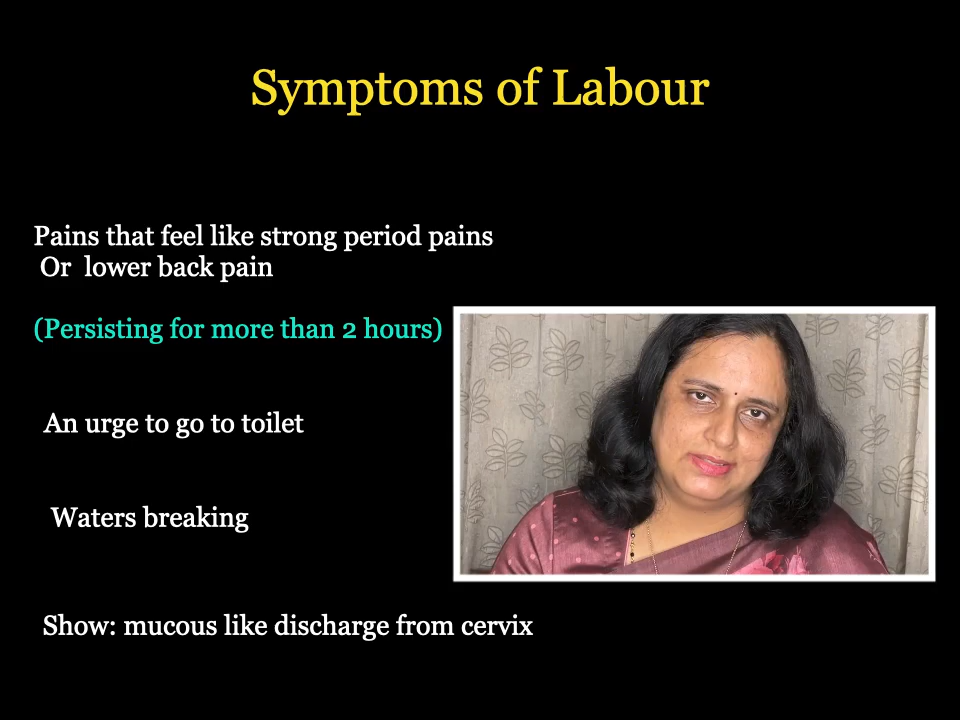 Symptoms of Labour
Pains that feel like strong period pains
Or lower back pain
(Persisting for more than 2 hours)
An urge to go to toilet
Waters breaking
Show: mucous like discharge from cervix